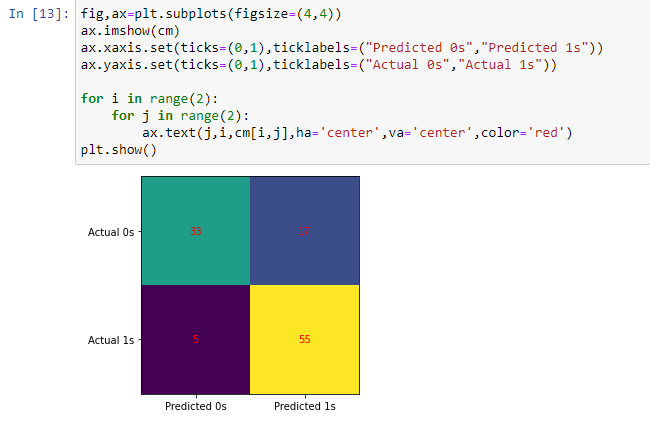 In [13]:
fig,ax=plt.subplots(figsize=(4,4))
ax.imshow(cm)
ax.xaxis.set(ticks=(0,1),ticklabels=("Predicted 0s","Predicted 1s"))
ax.yaxis.set(ticks=(0,1),ticklabels=("Actual 0s","Actual 1s"))
for i in range(2):
for j in range(2):
ax.text(j,i,cm[i,j],ha='center',va='center',color='red')
plt.show()
Actual 0s
33
Actual 1s
5
55
Predicted 0s
Predicted 1s